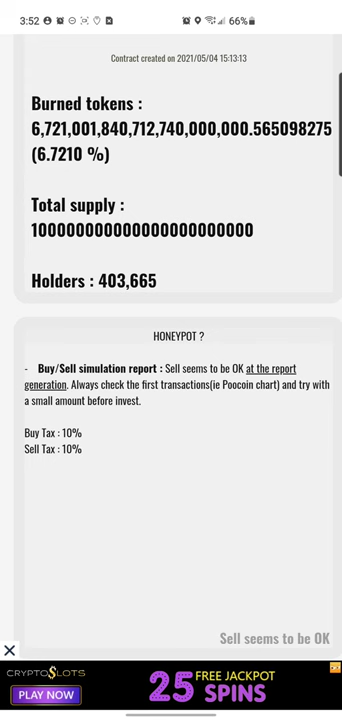 3:52
66%
Contract created on 2021/05/04 15:13:13
Burned tokens :
6,721,001,840,712,740,000,000.565098275
(6.7210 %)
Total supply :
100000000000000000000000
Holders : 403,665
HONEYPOT ?
- Buy/Sell simulation report : Sell seems to be OK at the report
generation. Always check the first transactions(ie Poocoin chart) and try with
a small amount before invest.
Buy Tax : 10%
Sell Tax : 10%
Sell seems to be OK
CRYPTOSLOTS
PLAY NOW
25 FREE JACKPOT
SPINS